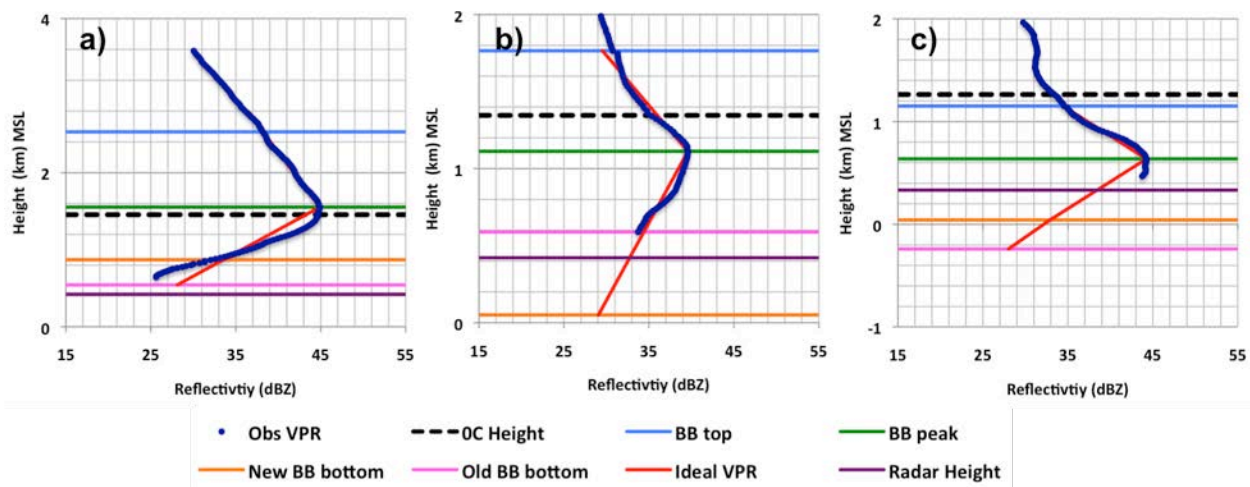 a)
4
2
0
Height (km) MSL
15 25 35 45 55
Reflectivtiy (dBZ)
b)
2
1
0
Height (km) MSL
15 25 35 45 55
Reflectivtiy (dBZ)
c)
2
1
0
-1
Height (km) MSL
15 25 35 45 55
Reflectivtiy (dBZ)
Obs VPR 0C Height BB top BB peak
New BB bottom Old BB bottom Ideal VPR Radar Height